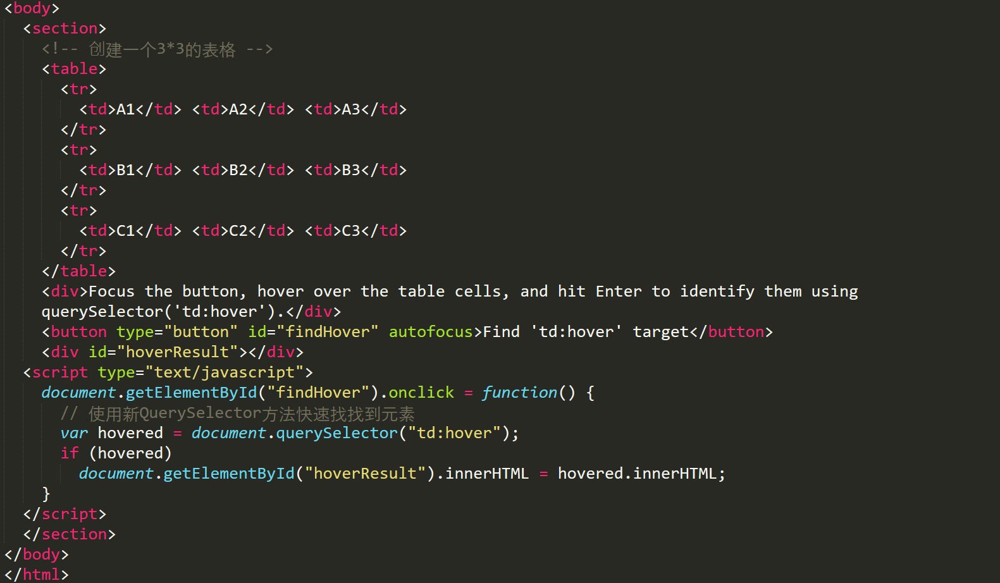 <body>
<section>
<!-- 创建一个3*3的表格 -->
<table>
<tr>
<td>A1</td> <td>A2</td> <td>A3</td>
</tr>
<tr>
<td>B1</td> <td>B2</td> <td>B3</td>
</tr>
<tr>
<td>C1</td> <td>C2</td> <td>C3</td>
</tr>
</table>
<div>Focus the button, hover over the table cells, and hit Enter to identify them using
querySelector('td:hover').</div>
<button type="button" id="findHover" autofocus>Find 'td:hover' target</button>
<div id="hoverResult"></div>
<script type="text/javascript">
document.getElementById("findHover").onclick = function() {
// 使用新QuerySelector方法快速找找到元素
var hovered = document.querySelector("td:hover");
if (hovered)
document.getElementById("hoverResult").innerHTML = hovered.innerHTML;
}
</script>
</section>
</body>
</html>